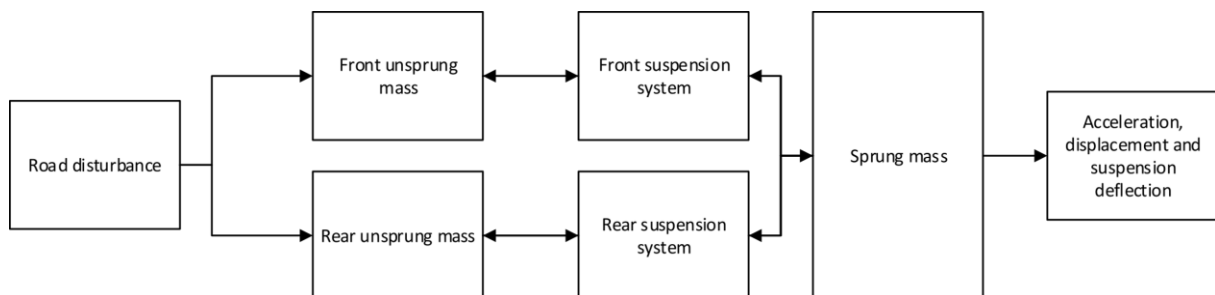 Road disturbance
Front unsprung
mass
Rear unsprung mass
Front suspension
system
Rear suspension
system
Sprung mass
Acceleration,
displacement and
suspension
deflection